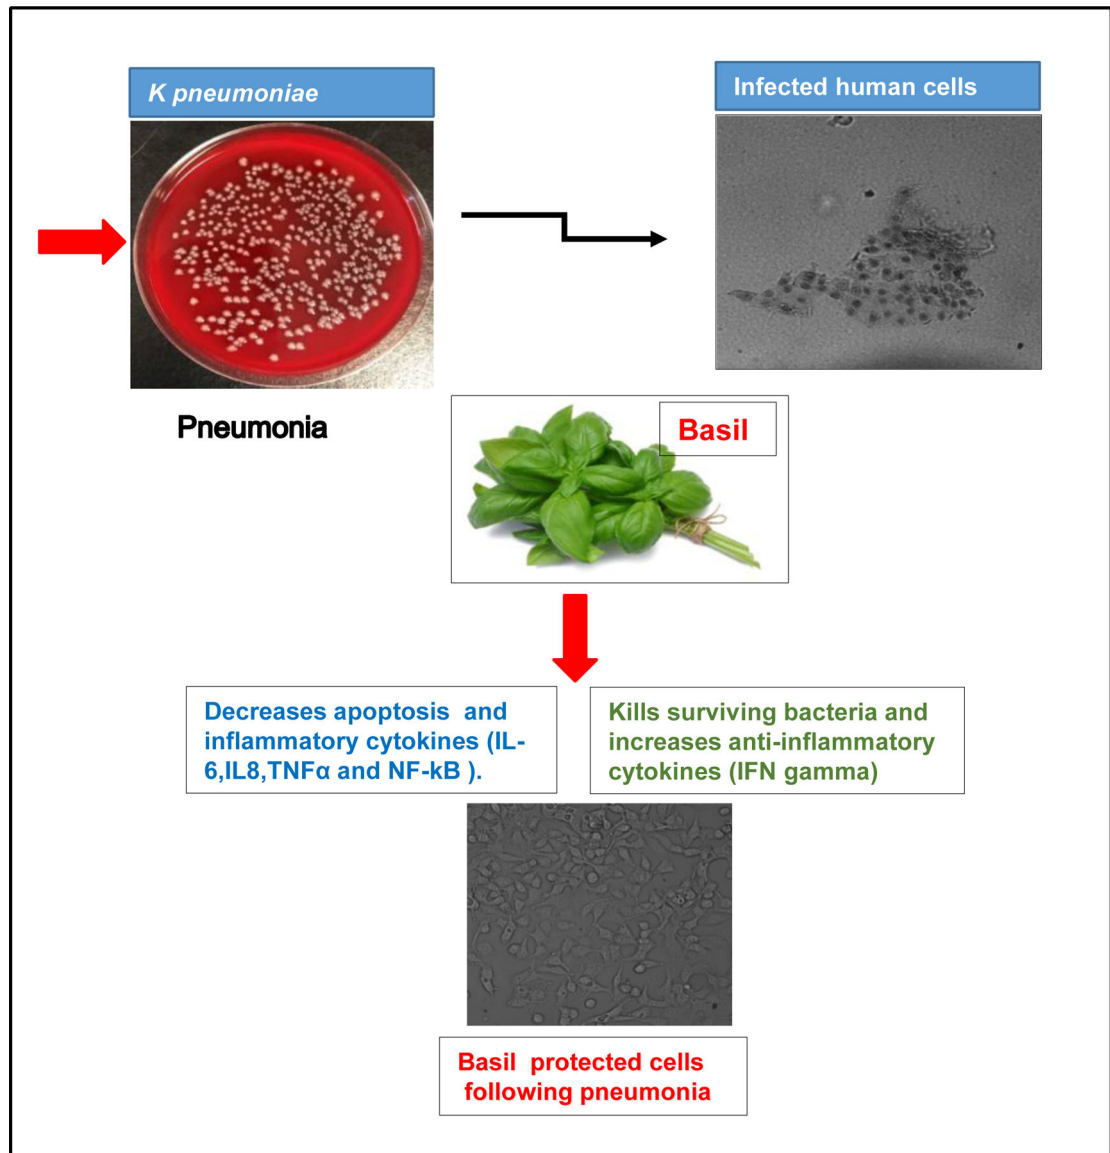 K pneumoniae
Infected human cells
Pneumonia
Basil
Decreases apoptosis and
inflammatory cytokines (IL-
6,IL8,TNFα and NF-kB ).
Kills surviving bacteria and
increases anti-inflammatory
cytokines (IFN gamma)
Basil protected cells
following pneumonia